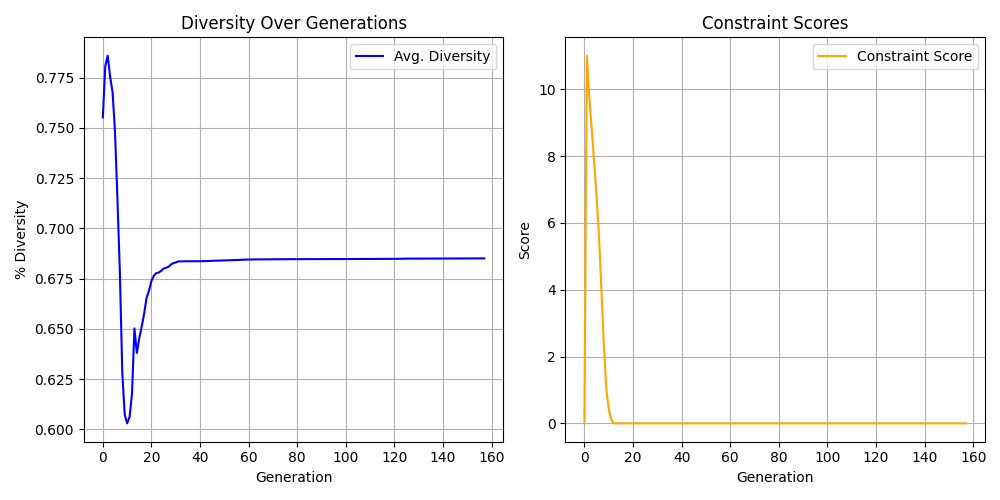 Diversity Over Generations
Avg. Diversity
% Diversity
0.775
0.750
0.725
0.700
0.675
0.650
0.625
0.600
0 20 40 60 80 100 120 140 160
Generation
Constraint Scores
Constraint Score
Score
10
8
6
4
2
0
0 20 40 60 80 100 120 140 160
Generation